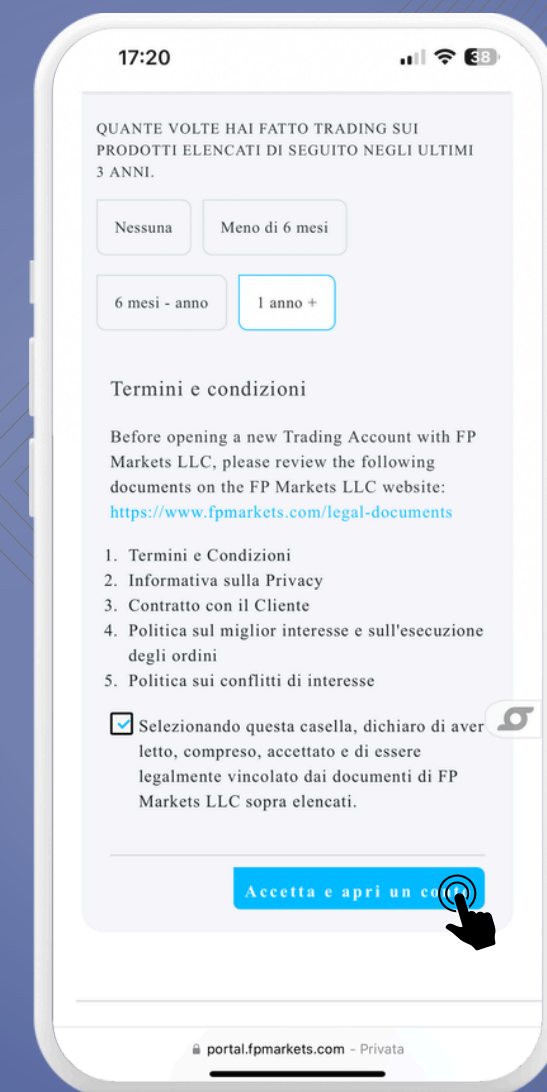 17:20
38
QUANTE VOLTE HAI FATTO TRADING SUI
PRODOTTI ELENCATI DI SEGUITO NEGLI ULTIMI
3 ANNI.
Nessuna
Meno di 6 mesi
6 mesi - anno
1 anno +
Termini e condizioni
Before opening a new Trading Account with FP
Markets LLC, please review the following
documents on the FP Markets LLC website:
https://www.fpmarkets.com/legal-documents
1. Termini e Condizioni
2. Informativa sulla Privacy
3. Contratto con il Cliente
4. Politica sul miglior interesse e sull'esecuzione
degli ordini
5. Politica sui conflitti di interesse
Selezionando questa casella, dichiaro di aver
letto, compreso, accettato e di essere
legalmente vincolato dai documenti di FP
Markets LLC sopra elencati.
Accetta e apri un
portal.fpmarkets.com - Privata